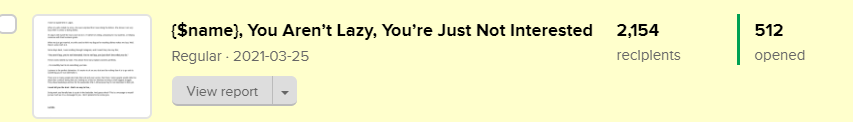 {$name}, You Aren’t Lazy, You’re Just Not Interested
Regular · 2021-03-25
View report
2,154
recipients
512
opened